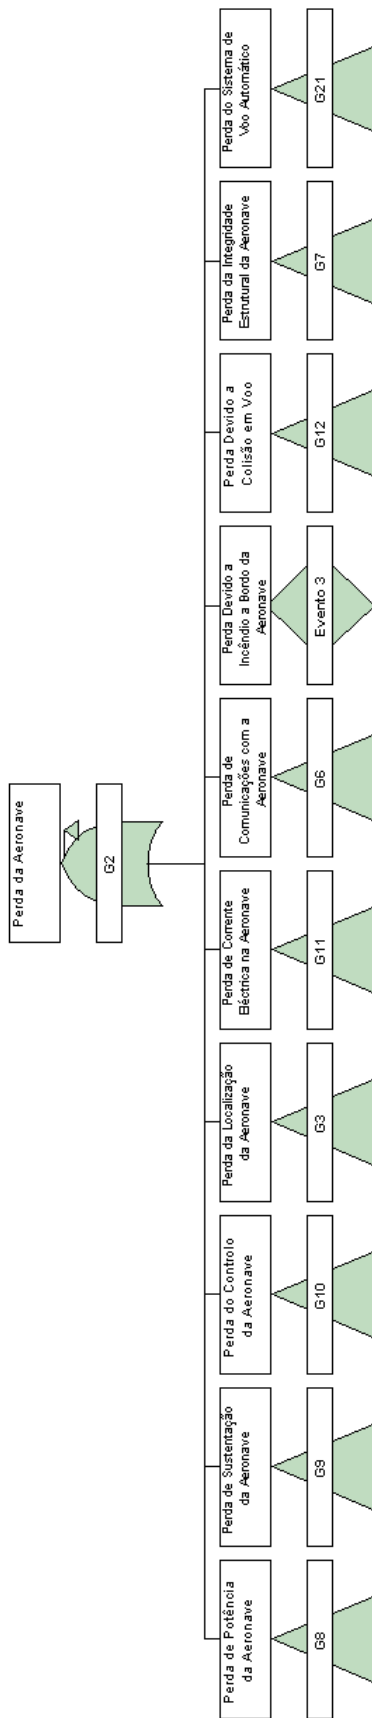 Perda da Aeronave
G2
Perda de Potência
da Aeronave
G8
Perda de Sustentação
da Aeronave
G9
Perda do Controlo
da Aeronave
G10
Perda da Localização
da Aeronave
G3
Perda de Corrente
Eléctrica na Aeronave
G11
Perda de
Comunicações com a
Aeronave
G6
Perda Devido a
Incêndio a Bordo da
Aeronave
Evento 3
Perda Devido a
Colisão em Voo
G12
Perda da Integridade
Estrutural da Aeronave
G7
Perda do Sistema de
Voo Automático
G21